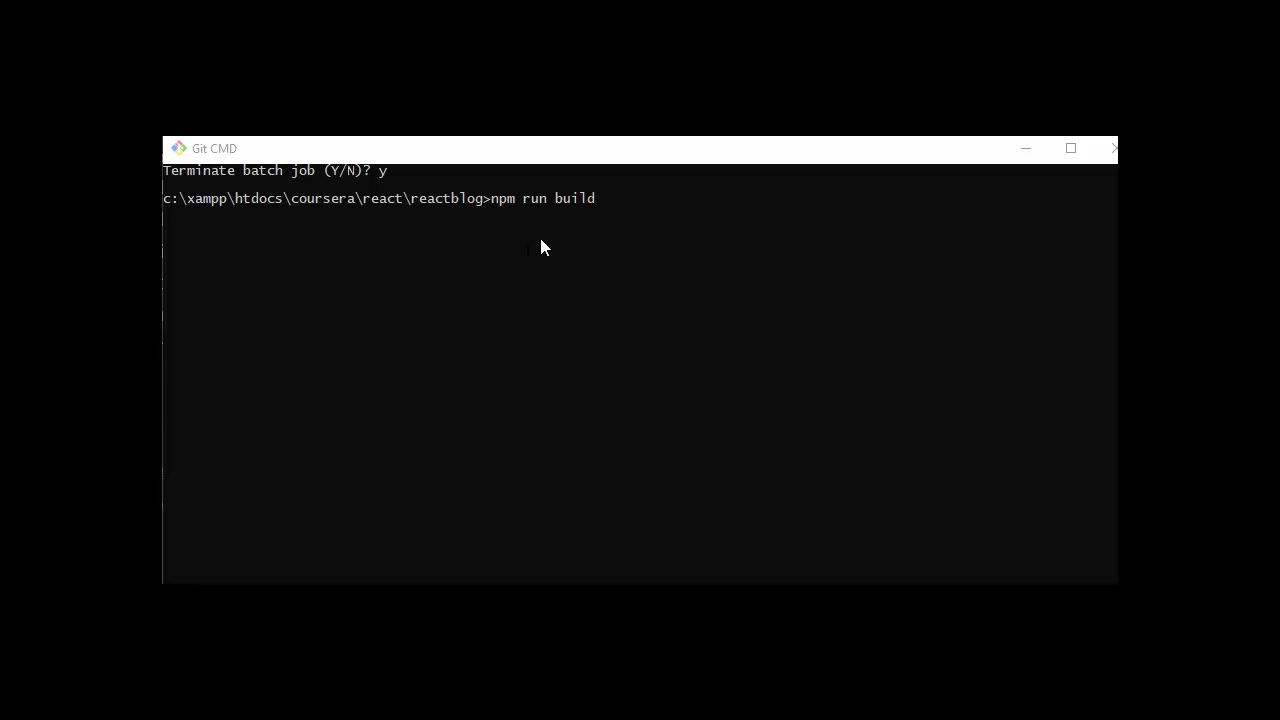 Git CMD
Terminate batch job (Y/N)? y
c:\xampp\htdocs\coursera\react\reactblog>npm run build